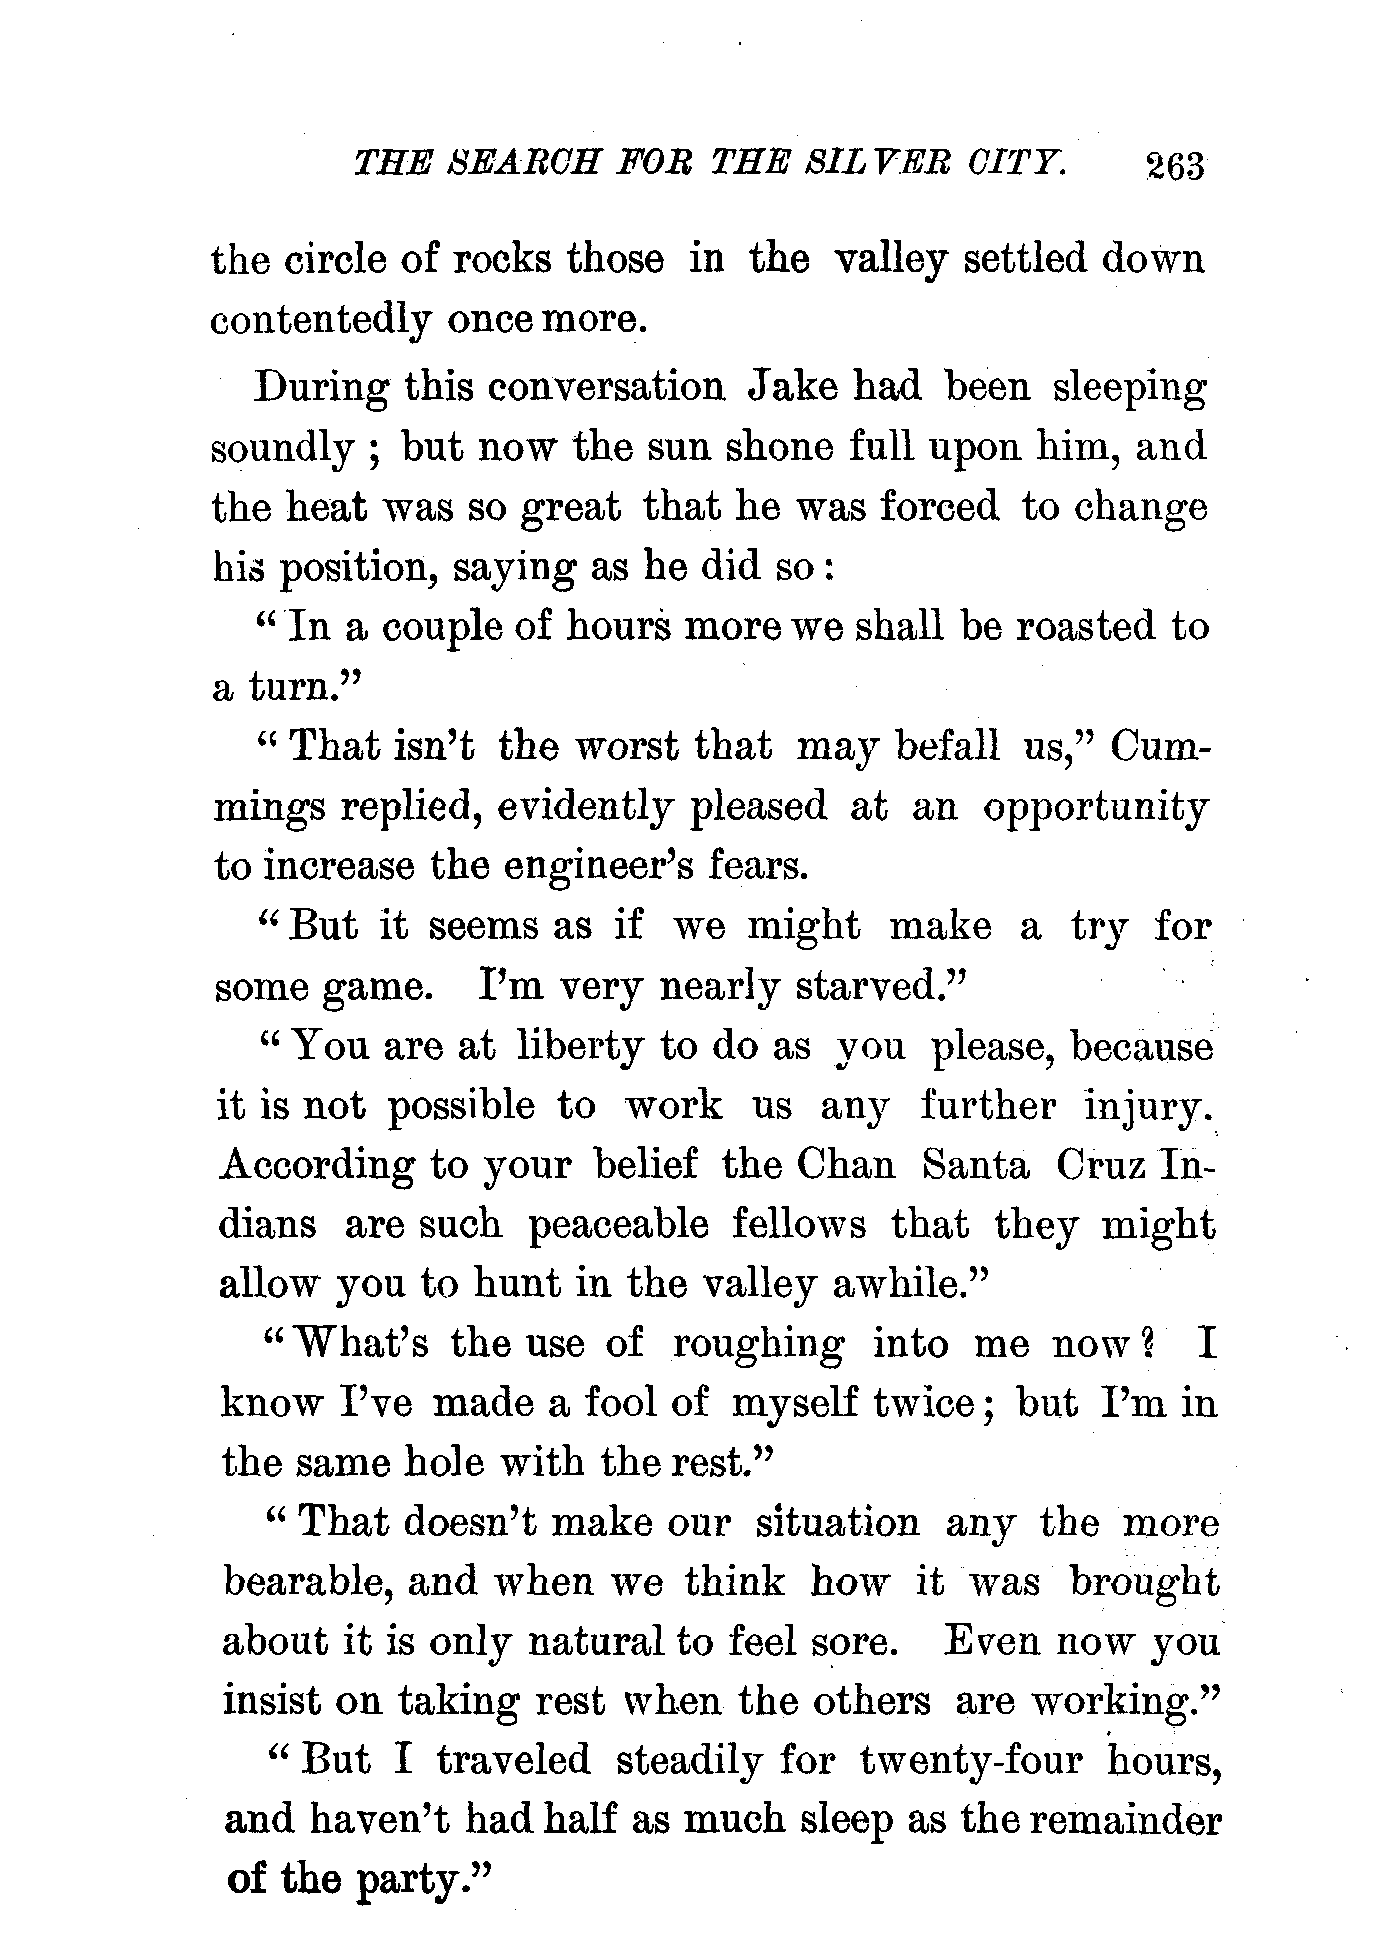 THE SEARCH FOR THE SILVER CITY. 263
the circle of rocks those in the valley settled down
contentedly once more.
During this conversation Jake had been sleeping
soundly ; but now the sun shone full upon him, and
the heat was so great that he was forced to change
his position, saying as he did so :
“ In a couple of hours more we shall be roasted to
a turn.”
“ That isn’t the worst that may befall us,” Cum-
mings replied, evidently pleased at an opportunity
to increase the engineer’s fears.
“ But it seems as if we might make a try for
some game. I’m very nearly starved.”
“ You are at liberty to do as you please, because
it is not possible to work us any further injury.
According to your belief the Chan Santa Cruz In-
dians are such peaceable fellows that they might
allow you to hunt in the valley awhile.”
“ What’s the use of roughing into me now ? I
know I’ve made a fool of myself twice ; but I’m in
the same hole with the rest.”
“ That doesn’t make our situation any the more
bearable, and when we think how it was brought
about it is only natural to feel sore. Even now you
insist on taking rest when the others are working.”
“ But I traveled steadily for twenty-four hours,
and haven’t had half as much sleep as the remainder
of the party.”